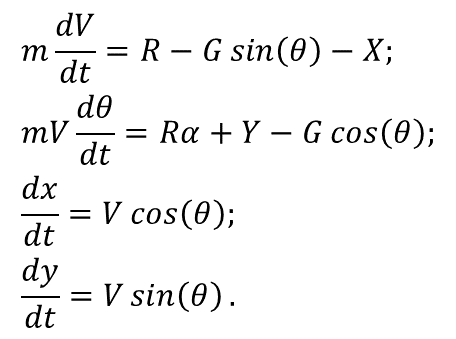 m dV/dt = R − G sin(θ) − X;
mV dθ/dt = Rα + Y − G cos(θ);
dx/dt = V cos(θ);
dy/dt = V sin(θ) .